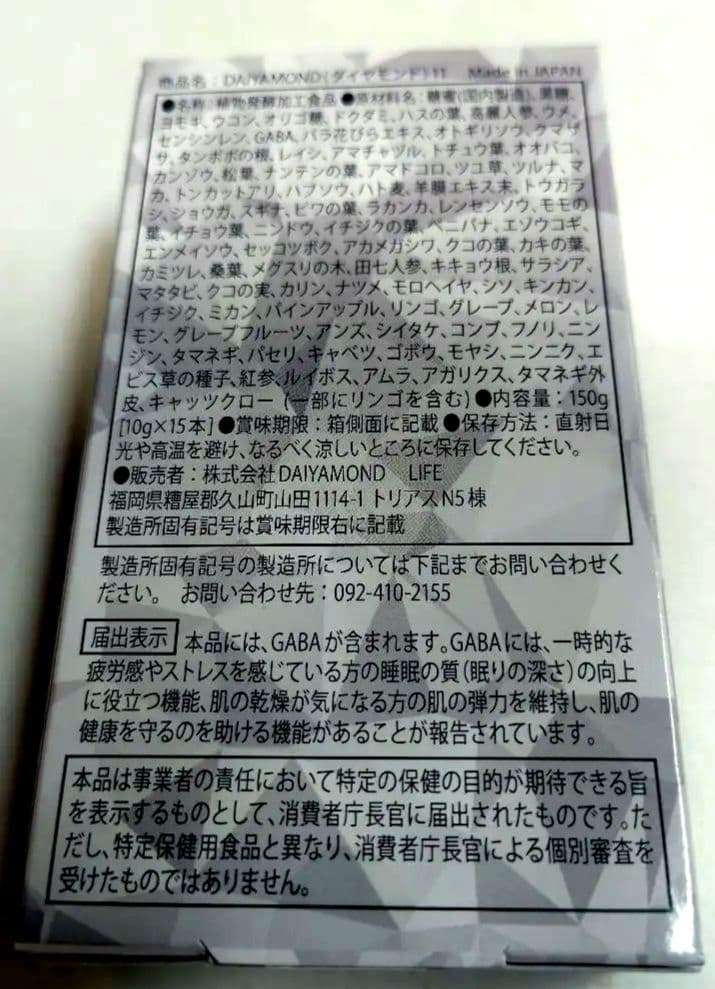 商品名：DAIYAMOND(ダイヤモンド)11 Made in JAPAN
●名称：植物発酵加工食品 ●原材料名：糖蜜(国内製造)、黒糖、
ヨモギ、ウコン、オリゴ糖、ドクダミ、ハスの葉、高麗人参、ウメ、
センシンレン、GABA、バラ花びらエキス、オトギリソウ、クマザ
サ、タンポポの根、レイシ、アマチャヅル、トチュウ葉、オオバコ、
カンゾウ、松葉、ナンテンの葉、アマドコロ、ツユ草、ツルナ、マ
カ、トンカットアリ、ハブソウ、ハト麦、羊膜エキス末、トウガラ
シ、ショウガ、スギナ、ビワの葉、ラカンカ、レンセンソウ、モモの
葉、イチョウ葉、ニンドウ、イチジクの葉、ベニバナ、エゾウコギ、
エンメイソウ、セッコツボク、アカメガシワ、クコの葉、カキの葉、
カミツレ、桑葉、メグスリの木、田七人参、キキョウ根、サラシア、
マタタビ、クコの実、カリン、ナツメ、モロヘイヤ、シソ、キンカン、
イチジク、ミカン、パインアップル、リンゴ、グレープ、メロン、レ
モン、グレープフルーツ、アンズ、シイタケ、コンブ、フノリ、ニン
ジン、タマネギ、パセリ、キャベツ、ゴボウ、モヤシ、ニンニク、エ
ビス草の種子、紅参、ルイボス、アムラ、アガリクス、タマネギ外
皮、キャッツクロー (一部にリンゴを含む) ●内容量：150g
[10g×15本] ●賞味期限：箱側面に記載 ●保存方法：直射日
光や高温を避け、なるべく涼しいところに保存してください。
●販売者：株式会社DAIYAMOND LIFE
福岡県糟屋郡久山町山田1114-1 トリアスN5棟
製造所固有記号は賞味期限右に記載
製造所固有記号の製造所については下記までお問い合わせく
ださい。 お問い合わせ先：092-410-2155
届出表示 本品には、GABAが含まれます。GABAには、一時的な
疲労感やストレスを感じている方の睡眠の質(眠りの深さ)の向上
に役立つ機能、肌の乾燥が気になる方の肌の弾力を維持し、肌の
健康を守るのを助ける機能があることが報告されています。
本品は事業者の責任において特定の保健の目的が期待できる旨
を表示するものとして、消費者庁長官に届出されたものです。た
だし、特定保健用食品と異なり、消費者庁長官による個別審査を
受けたものではありません。